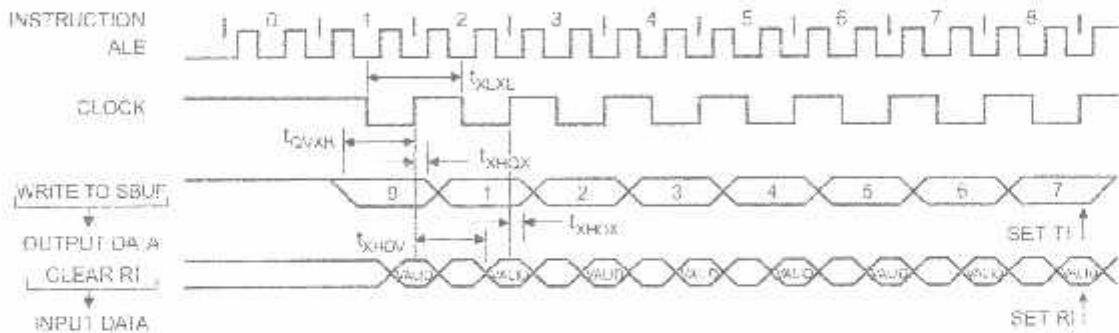 INSTRUCTION
0 1 2 3 4 5 6 7 8
ALE
tXLXL
CLOCK
tQVXH
tXHQX
WRITE TO SBUF
0 1 2 3 4 5 6 7
tXHDV
tXHDX
OUTPUT DATA
SET TI
CLEAR RI
VALID VALID VALID VALID VALID VALID VALID VALID
INPUT DATA
SET RI